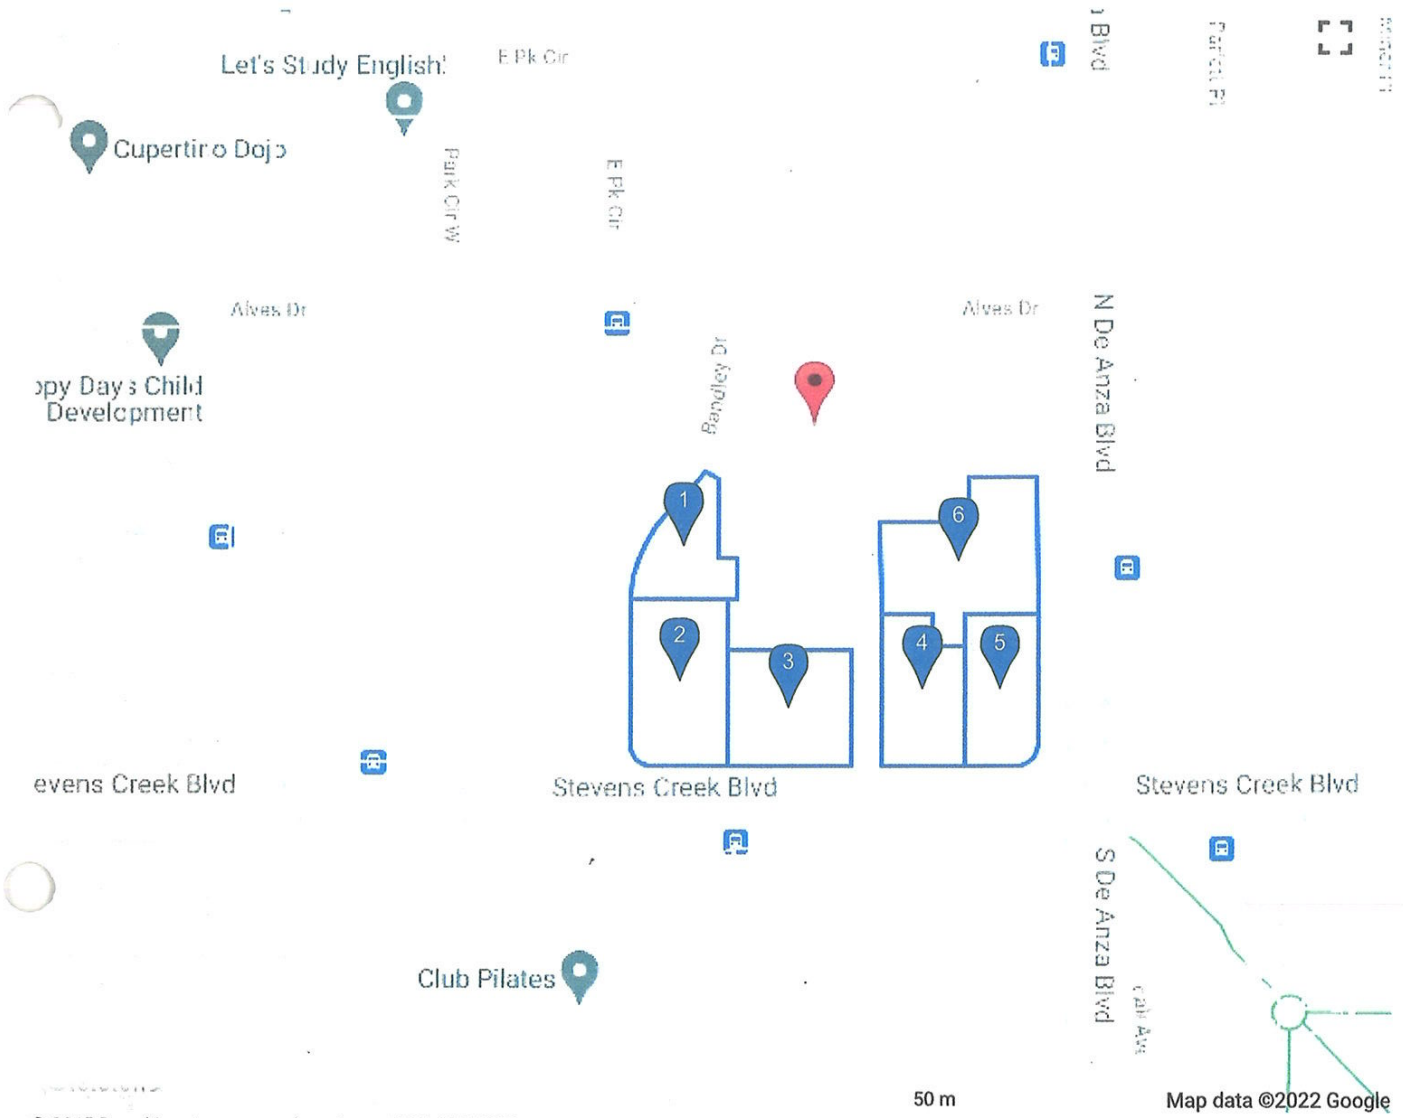 Blvd
Let's Study English!
E Pk Cir
Cupertino Dojo
Park Cir W
E Pk Cir
Alves Dr
Alves Dr
N De Anza Blvd
Bandley Dr
ppy Days Child
Development
1
6
2
3
4
5
evens Creek Blvd
Stevens Creek Blvd
Stevens Creek Blvd
S De Anza Blvd
Club Pilates
50 m
Map data ©2022 Google